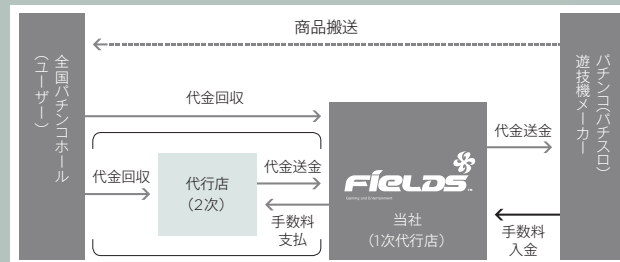 商品搬送
全国パチンコホール
(ユーザー)
代金回収
代金回収
代行店
(2次)
代金送金
手数料
支払
FIELDS
当社
(1次代行店)
代金送金
手数料
入金
パチンコ(パチスロ)
遊技機メーカー